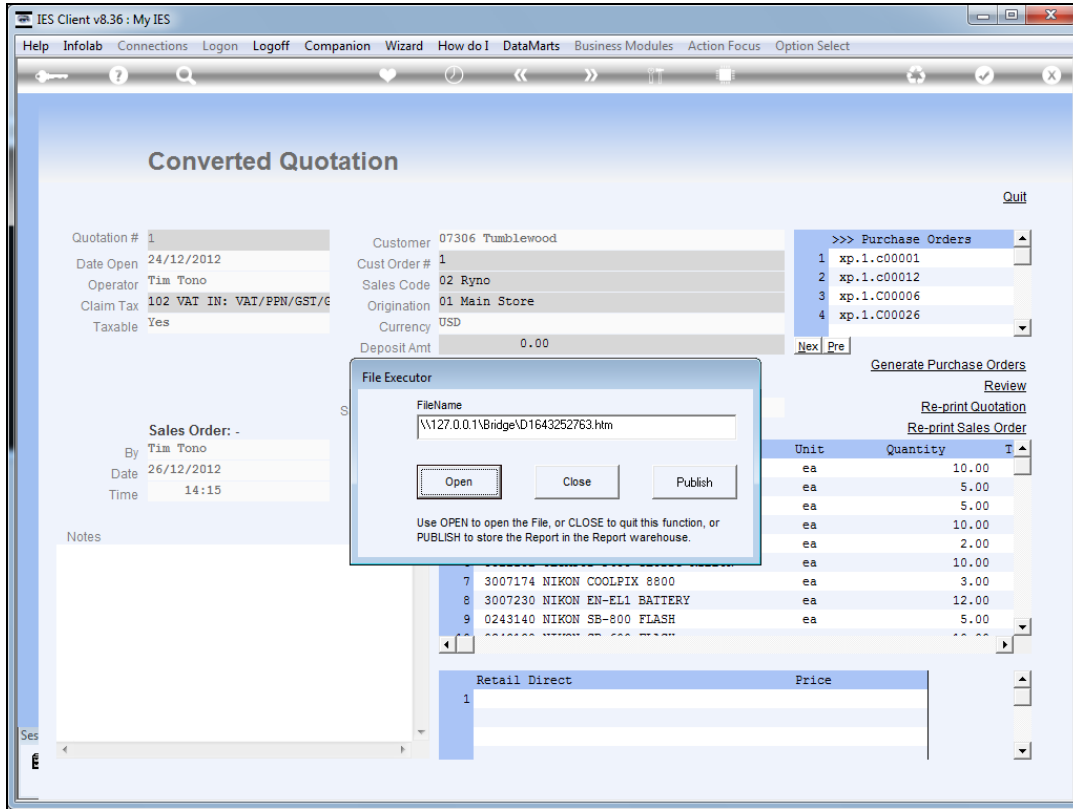 IES Client v8.36 : My IES
Help Infolab Connections Logon Logoff Companion Wizard How do I DataMarts Business Modules Action Focus Option Select
Converted Quotation
Quit
Quotation # 1
Date Open 24/12/2012
Operator Tim Tono
Claim Tax 102 VAT IN: VAT/PPN/GST/G
Taxable Yes
Customer 07306 Tumblewood
Cust Order # 1
Sales Code 02 Ryno
Origination 01 Main Store
Currency USD
Deposit Amt 0.00
>>> Purchase Orders
1 xp.1.c00001
2 xp.1.c00012
3 xp.1.C00006
4 xp.1.C00026
Nex Pre
Generate Purchase Orders
Review
Re-print Quotation
Re-print Sales Order
Sales Order: -
By Tim Tono
Date 26/12/2012
Time 14:15
Notes
File Executor
FileName
\\127.0.0.1\Bridge\D1643252763.htm
Open Close Publish
Use OPEN to open the File, or CLOSE to quit this function, or
PUBLISH to store the Report in the Report warehouse.
Unit Quantity T
ea 10.00
ea 5.00
ea 5.00
ea 10.00
ea 2.00
ea 10.00
7 3007174 NIKON COOLPIX 8800 ea 3.00
8 3007230 NIKON EN-EL1 BATTERY ea 12.00
9 0243140 NIKON SB-800 FLASH ea 5.00
Retail Direct Price
1
Ses